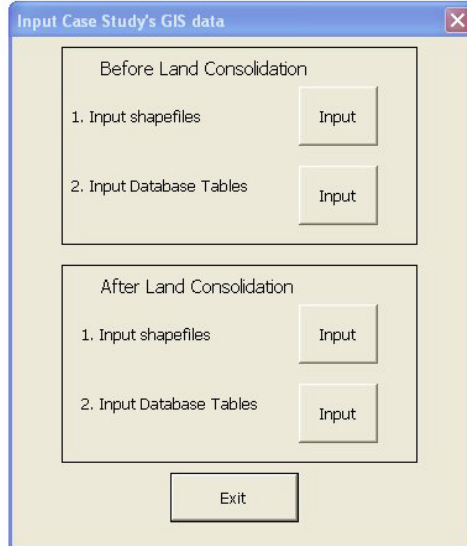 Input Case Study's GIS data
Before Land Consolidation
1. Input shapefiles
Input
2. Input Database Tables
Input
After Land Consolidation
1. Input shapefiles
Input
2. Input Database Tables
Input
Exit